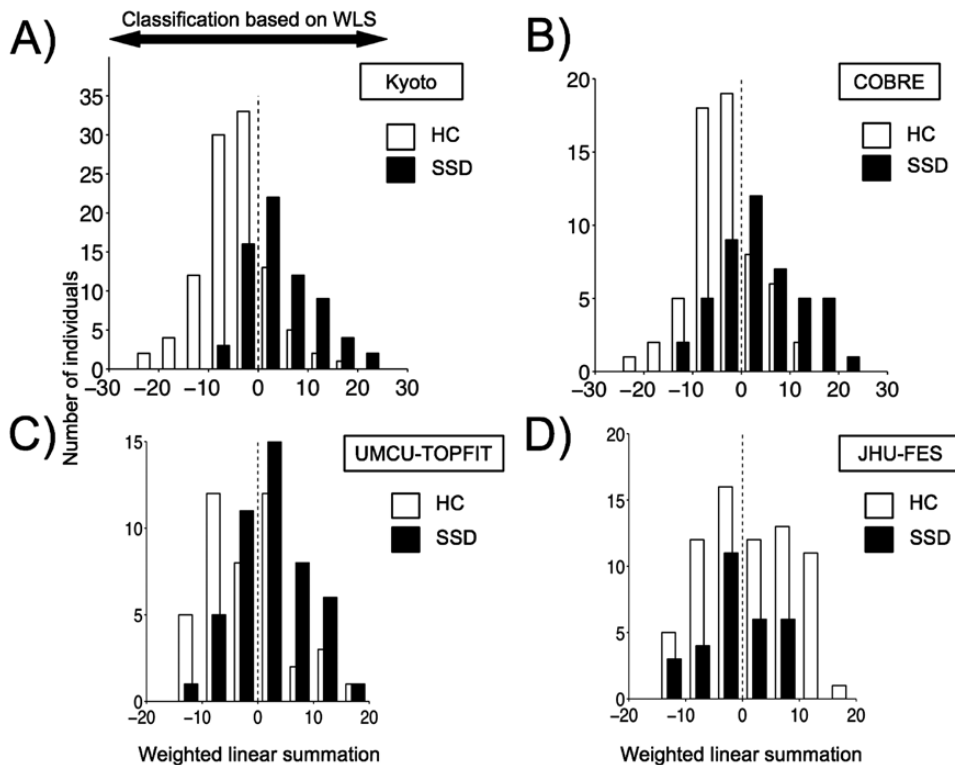 A)
Classification based on WLS
Kyoto
HC
SSD
35
30
25
20
15
10
5
0
−30 −20 −10 0 10 20 30
Number of individuals
B)
COBRE
HC
SSD
20
15
10
5
0
−30 −20 −10 0 10 20 30
C)
UMCU-TOPFIT
HC
SSD
15
10
5
0
−20 −10 0 10 20
Weighted linear summation
D)
JHU-FES
HC
SSD
20
15
10
5
0
−20 −10 0 10 20
Weighted linear summation